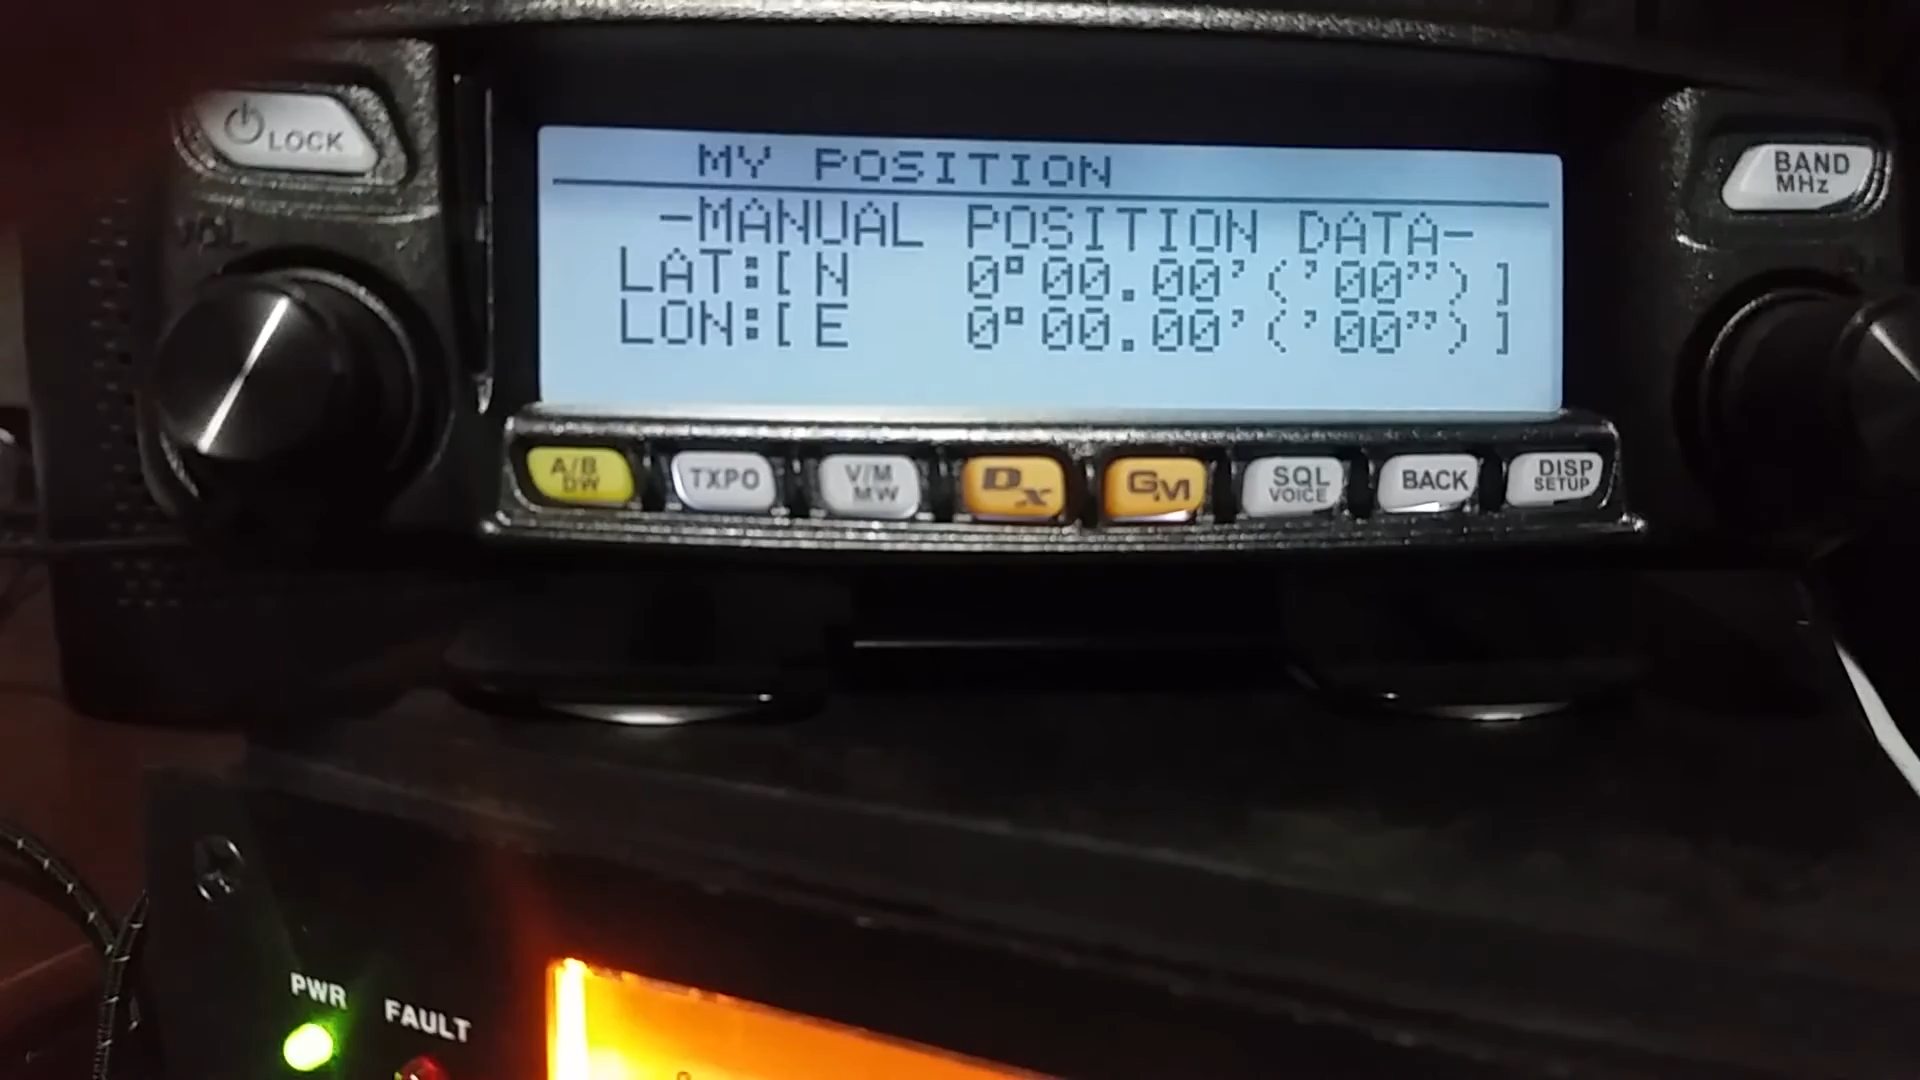 LOCK
BAND
MHz
VOL
MY POSITION
-MANUAL POSITION DATA-
LAT:[ N 0°00.00'('00") ]
LON:[ E 0°00.00'('00") ]
A/B
DW
TXPO
V/M
MW
DX
GM
SQL
VOICE
BACK
DISP
SETUP
PWR
FAULT